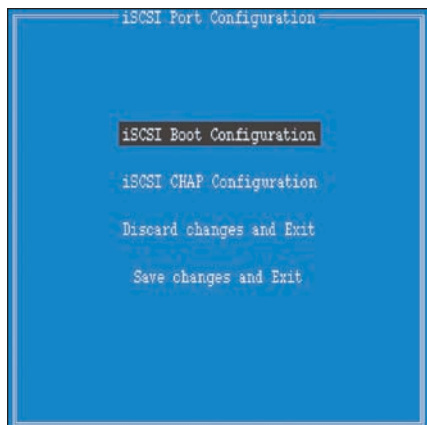 iSCSI Port Configuration
iSCSI Boot Configuration
iSCSI CHAP Configuration
Discard changes and Exit
Save changes and Exit